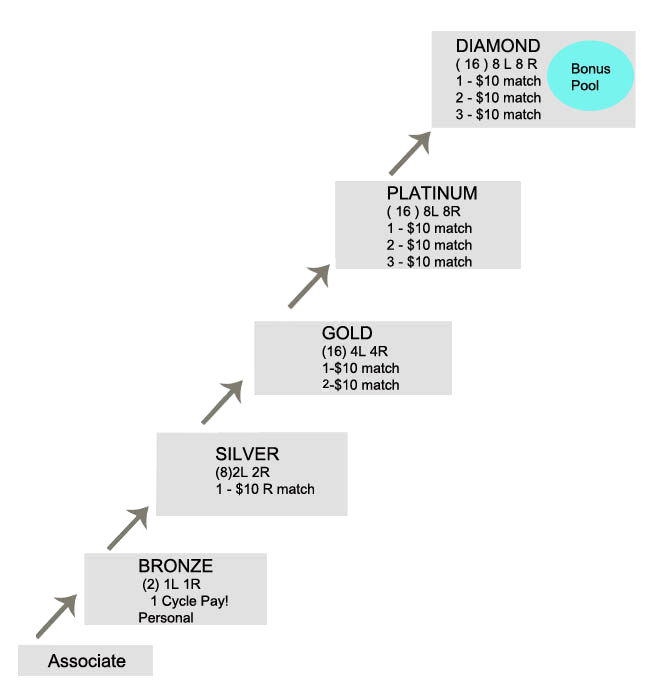 DIAMOND
( 16 ) 8 L 8 R
1 - $10 match
2 - $10 match
3 - $10 match
Bonus
Pool
PLATINUM
( 16 ) 8L 8R
1 - $10 match
2 - $10 match
3 - $10 match
GOLD
(16) 4L 4R
1-$10 match
2-$10 match
SILVER
(8)2L 2R
1 - $10 R match
BRONZE
(2) 1L 1R
1 Cycle Pay!
Personal
Associate